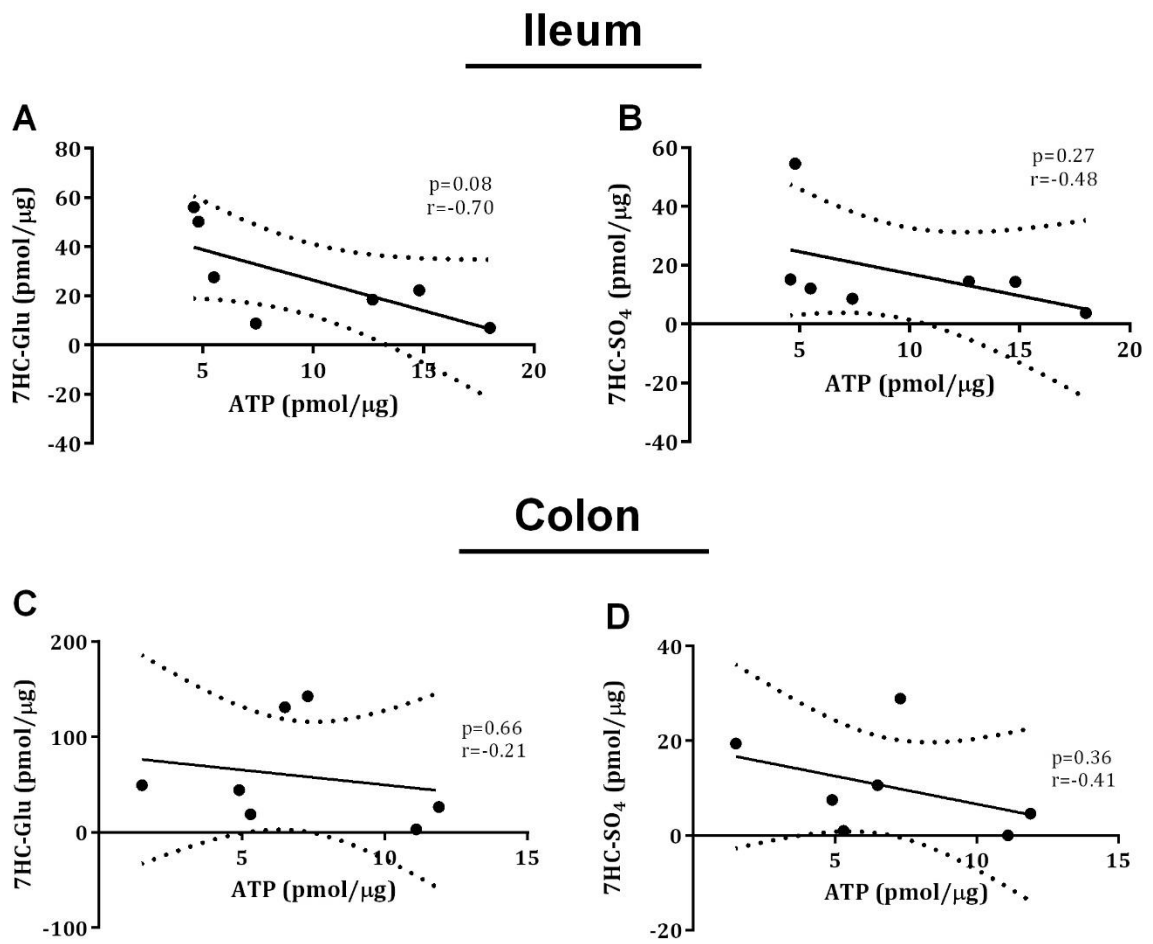 Ileum
A
80
60
40
20
0
-20
-40
7HC-Glu (pmol/µg)
p=0.08
r=-0.70
5
10
15
20
ATP (pmol/µg)
B
60
40
20
0
-20
-40
7HC-SO4 (pmol/µg)
p=0.27
r=-0.48
5
10
15
20
ATP (pmol/µg)
Colon
C
200
100
0
-100
7HC-Glu (pmol/µg)
p=0.66
r=-0.21
5
10
15
ATP (pmol/µg)
D
40
20
0
-20
7HC-SO4 (pmol/µg)
p=0.36
r=-0.41
5
10
15
ATP (pmol/µg)